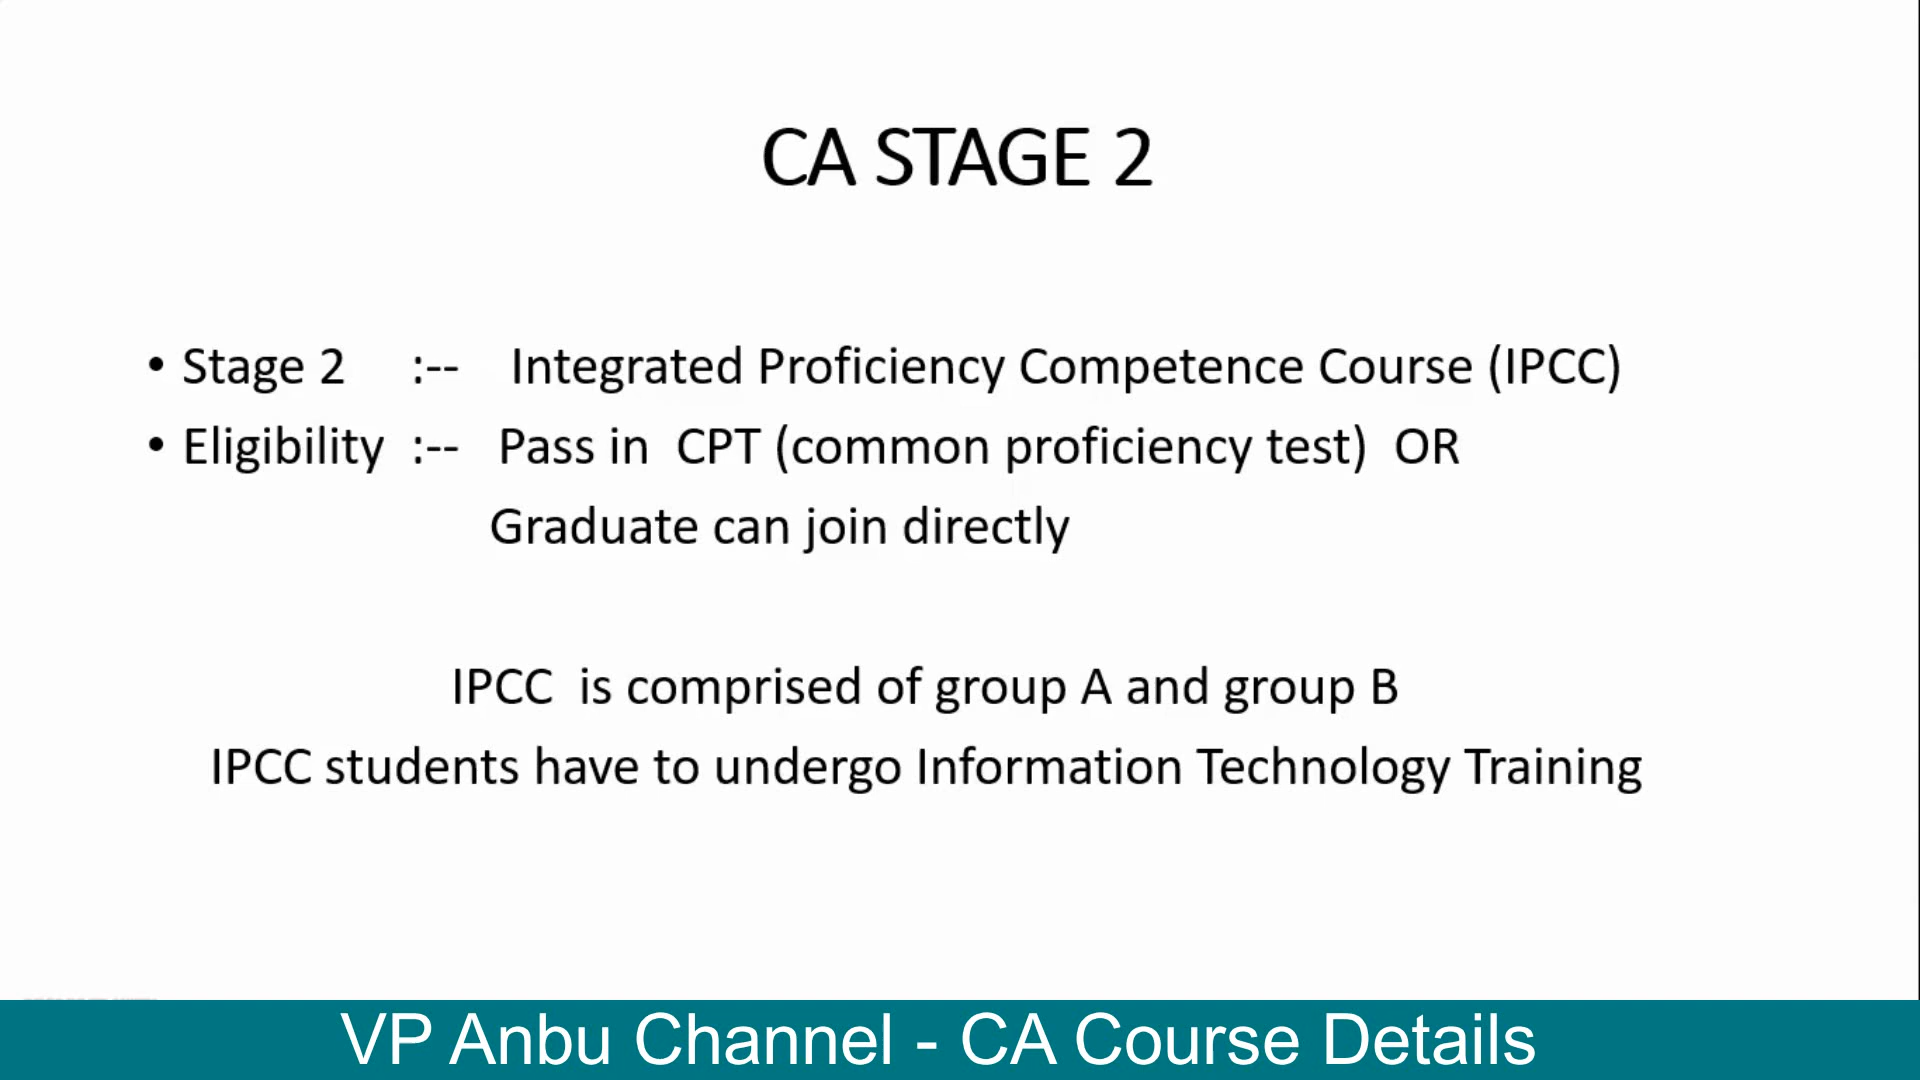 CA STAGE 2
• Stage 2 :-- Integrated Proficiency Competence Course (IPCC)
• Eligibility :-- Pass in CPT (common proficiency test) OR
Graduate can join directly
IPCC is comprised of group A and group B
IPCC students have to undergo Information Technology Training
VP Anbu Channel - CA Course Details